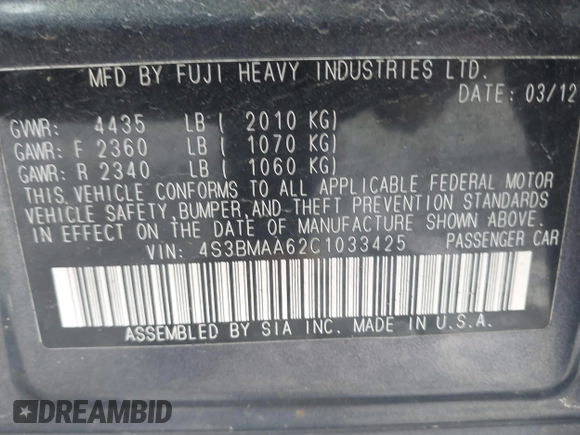 MFD BY FUJI HEAVY INDUSTRIES LTD.
DATE: 03/12
GVWR: 4435 LB ( 2010 KG)
GAWR: F 2360 LB ( 1070 KG)
GAWR: R 2340 LB ( 1060 KG)
THIS VEHICLE CONFORMS TO ALL APPLICABLE FEDERAL MOTOR
VEHICLE SAFETY, BUMPER, AND THEFT PREVENTION STANDARDS
IN EFFECT ON THE DATE OF MANUFACTURE SHOWN ABOVE.
VIN: 4S3BMAA62C1033425 PASSENGER CAR
ASSEMBLED BY SIA INC. MADE IN U.S.A.
DREAMBID